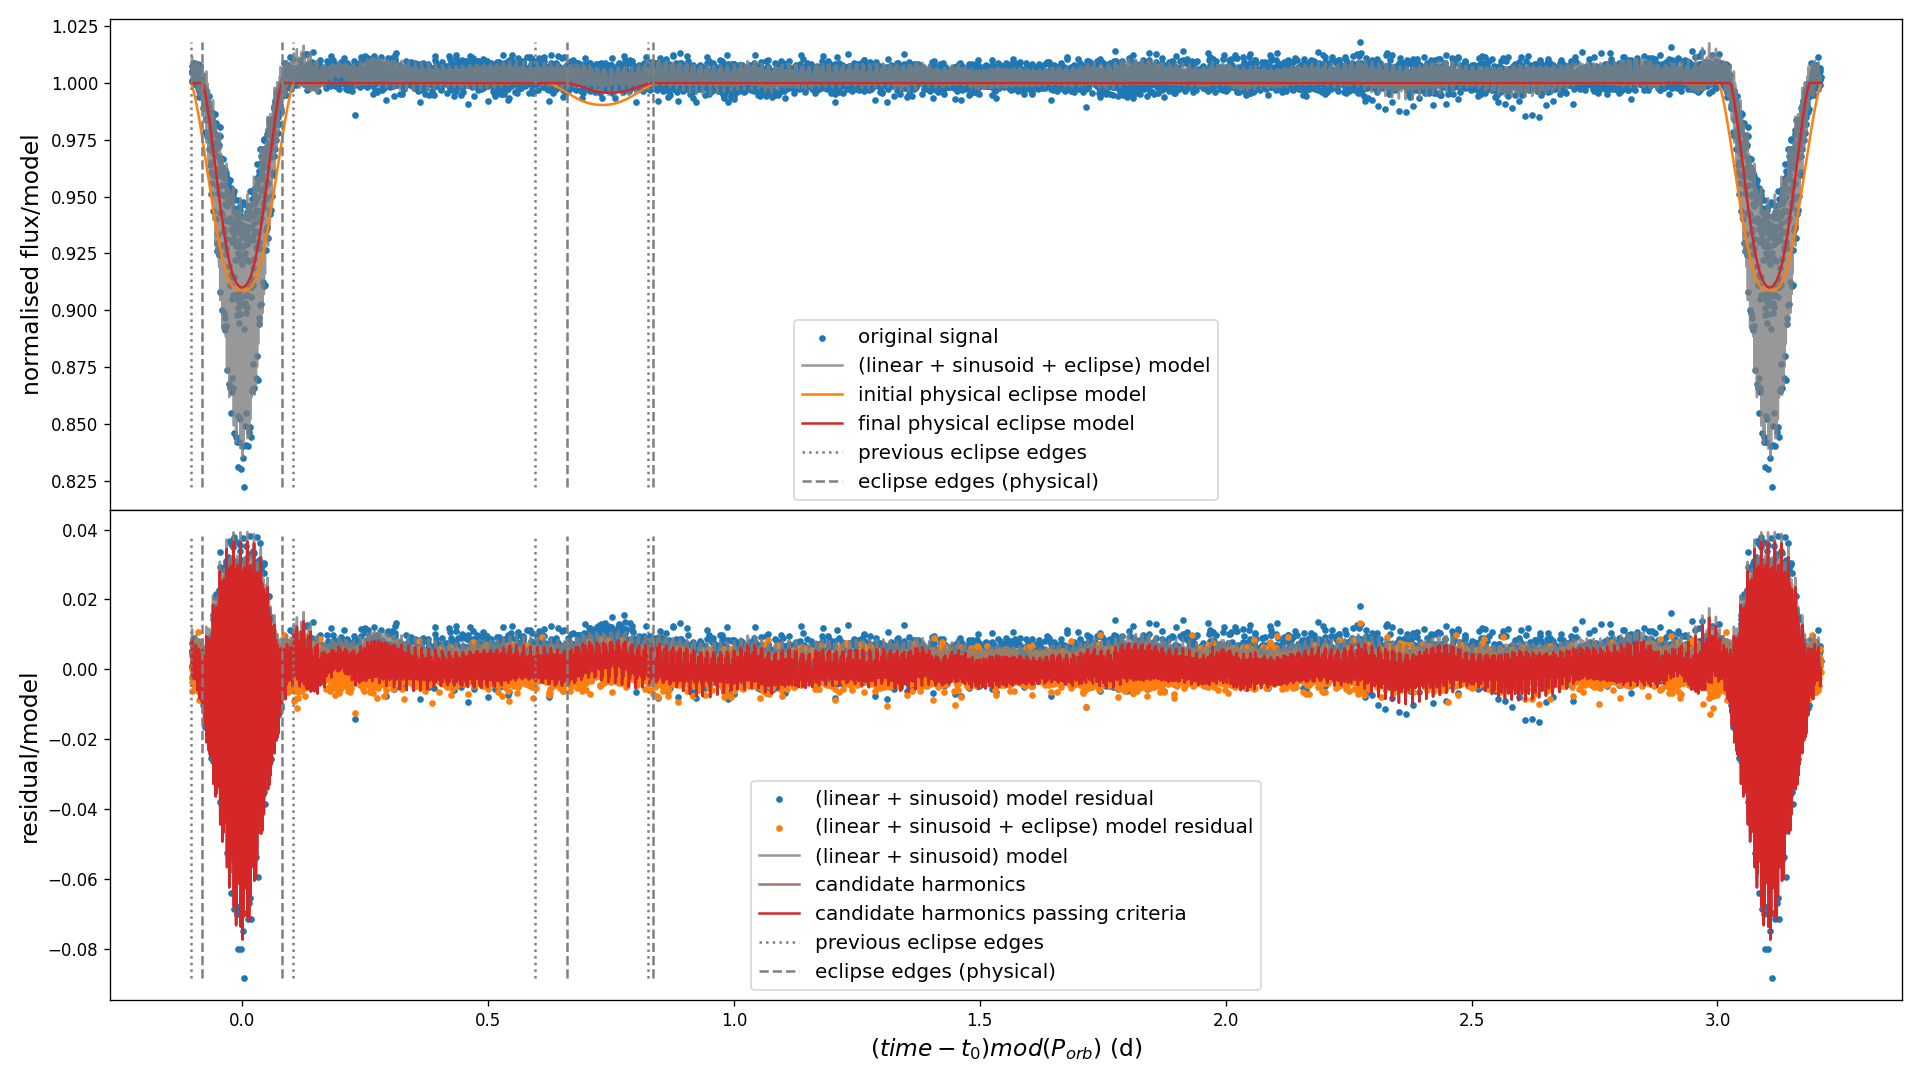 1.025
1.000
0.975
0.950
0.925
0.900
0.875
0.850
0.825
normalised flux/model
original signal
(linear + sinusoid + eclipse) model
initial physical eclipse model
final physical eclipse model
previous eclipse edges
eclipse edges (physical)
0.04
0.02
0.00
−0.02
−0.04
−0.06
−0.08
residual/model
(linear + sinusoid) model residual
(linear + sinusoid + eclipse) model residual
(linear + sinusoid) model
candidate harmonics
candidate harmonics passing criteria
previous eclipse edges
eclipse edges (physical)
0.0 0.5 1.0 1.5 2.0 2.5 3.0
(time − t₀)mod(Pₒᵣb) (d)